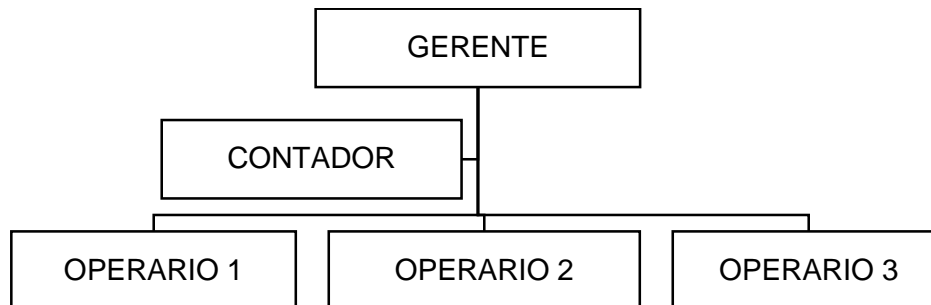 GERENTE
CONTADOR
OPERARIO 1
OPERARIO 2
OPERARIO 3